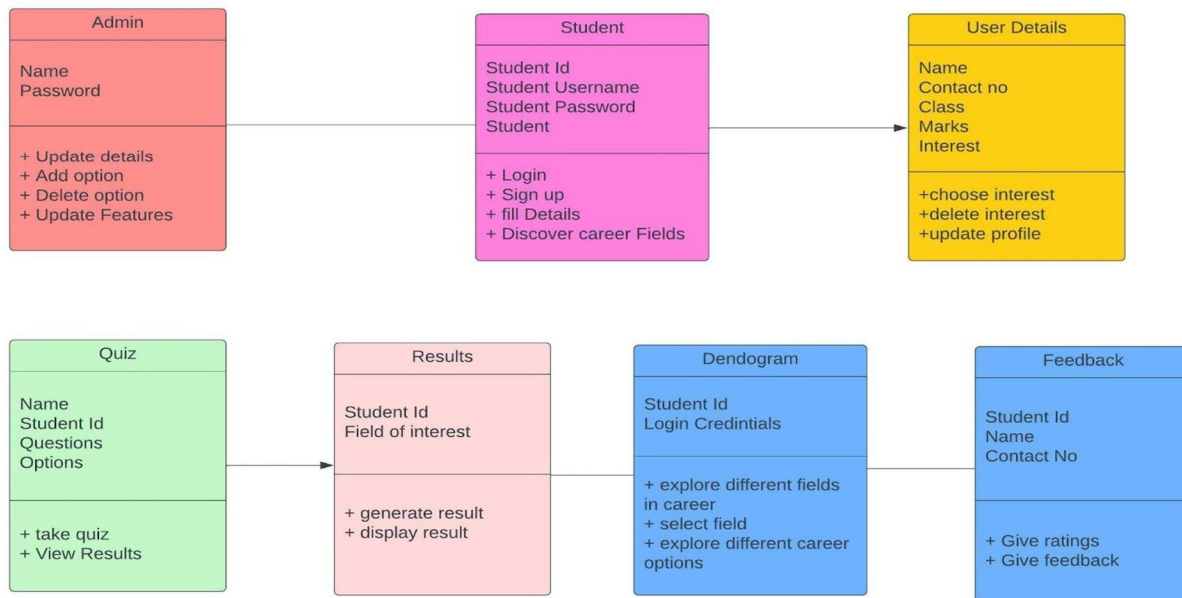 Admin
Name
Password
+ Update details
+ Add option
+ Delete option
+ Update Features
Student
Student Id
Student Username
Student Password
Student
+ Login
+ Sign up
+ fill Details
+ Discover career Fields
User Details
Name
Contact no
Class
Marks
Interest
+choose interest
+delete interest
+update profile
Quiz
Name
Student Id
Questions
Options
+ take quiz
+ View Results
Results
Student Id
Field of interest
+ generate result
+ display result
Dendogram
Student Id
Login Credintials
+ explore different fields
in career
+ select field
+ explore different career
options
Feedback
Student Id
Name
Contact No
+ Give ratings
+ Give feedback